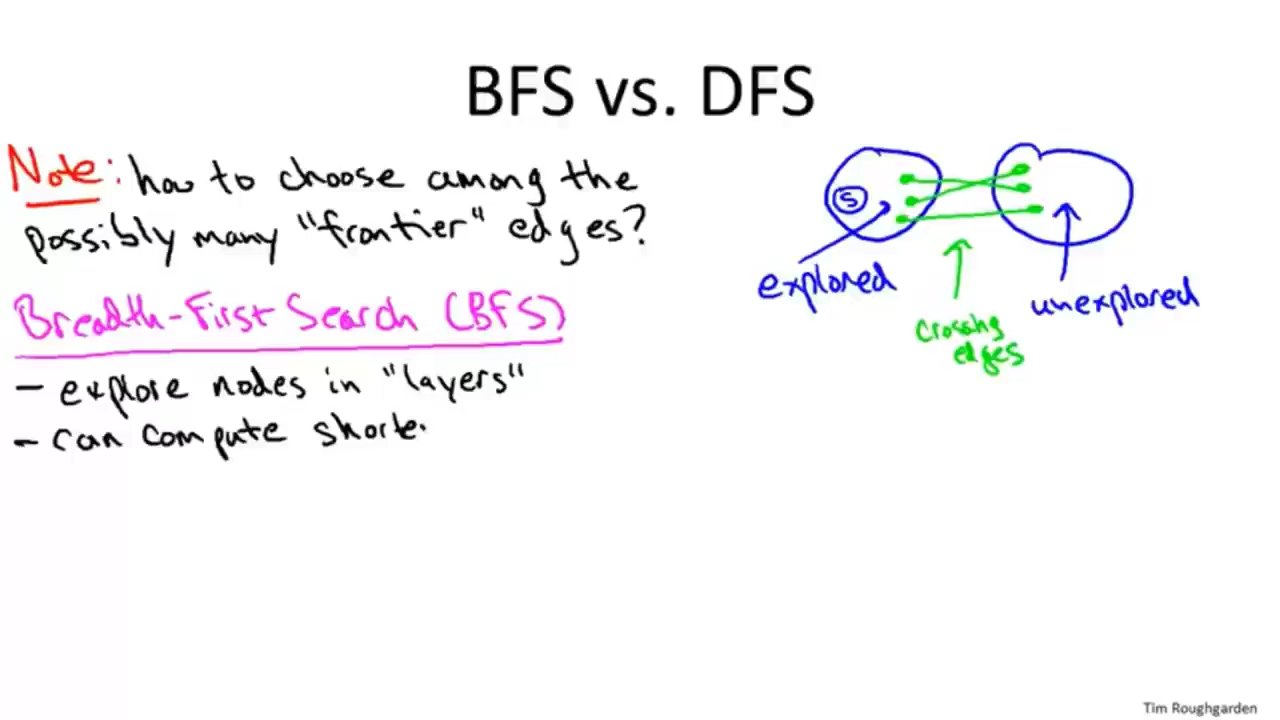 BFS vs. DFS
Note: how to choose among the
possibly many "frontier" edges?
Breadth-First Search (BFS)
- explore nodes in "layers"
- can compute shorte
S
explored
crossing
edges
unexplored
Tim Roughgarden